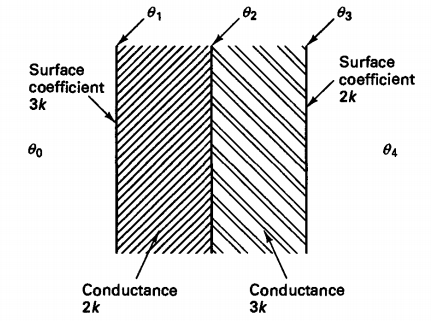 θ1
θ2
θ3
Surface
coefficient
3k
Surface
coefficient
2k
θ0
θ4
Conductance
2k
Conductance
3k